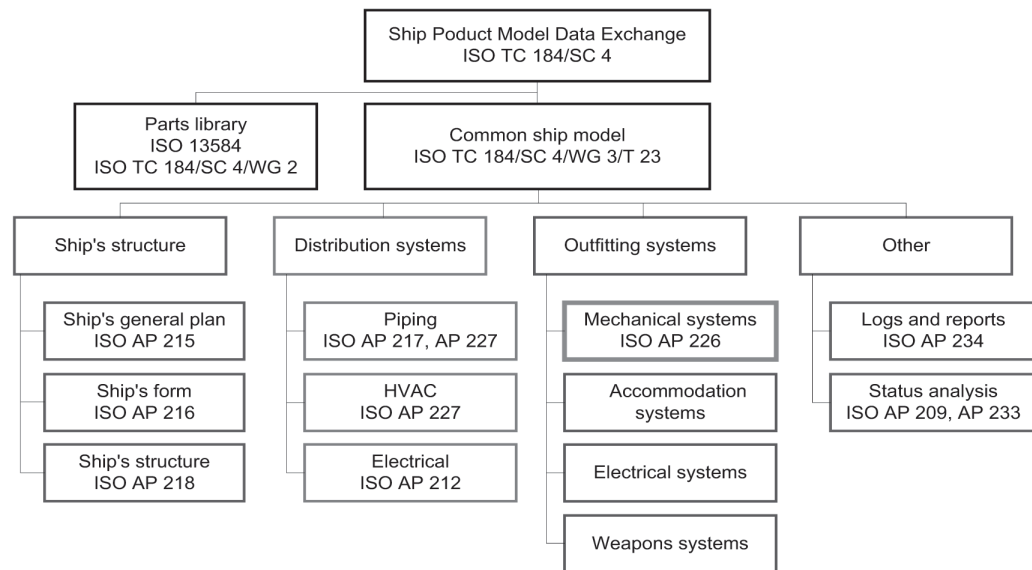 Ship Poduct Model Data Exchange
ISO TC 184/SC 4
Parts library
ISO 13584
ISO TC 184/SC 4/WG 2
Common ship model
ISO TC 184/SC 4/WG 3/T 23
Ship's structure
Distribution systems
Outfitting systems
Other
Ship's general plan
ISO AP 215
Ship's form
ISO AP 216
Ship's structure
ISO AP 218
Piping
ISO AP 217, AP 227
HVAC
ISO AP 227
Electrical
ISO AP 212
Mechanical systems
ISO AP 226
Accommodation
systems
Electrical systems
Weapons systems
Logs and reports
ISO AP 234
Status analysis
ISO AP 209, AP 233